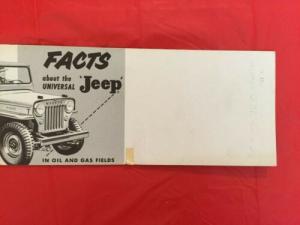 FACTS
about the
UNIVERSAL 'Jeep'
IN OIL AND GAS FIELDS